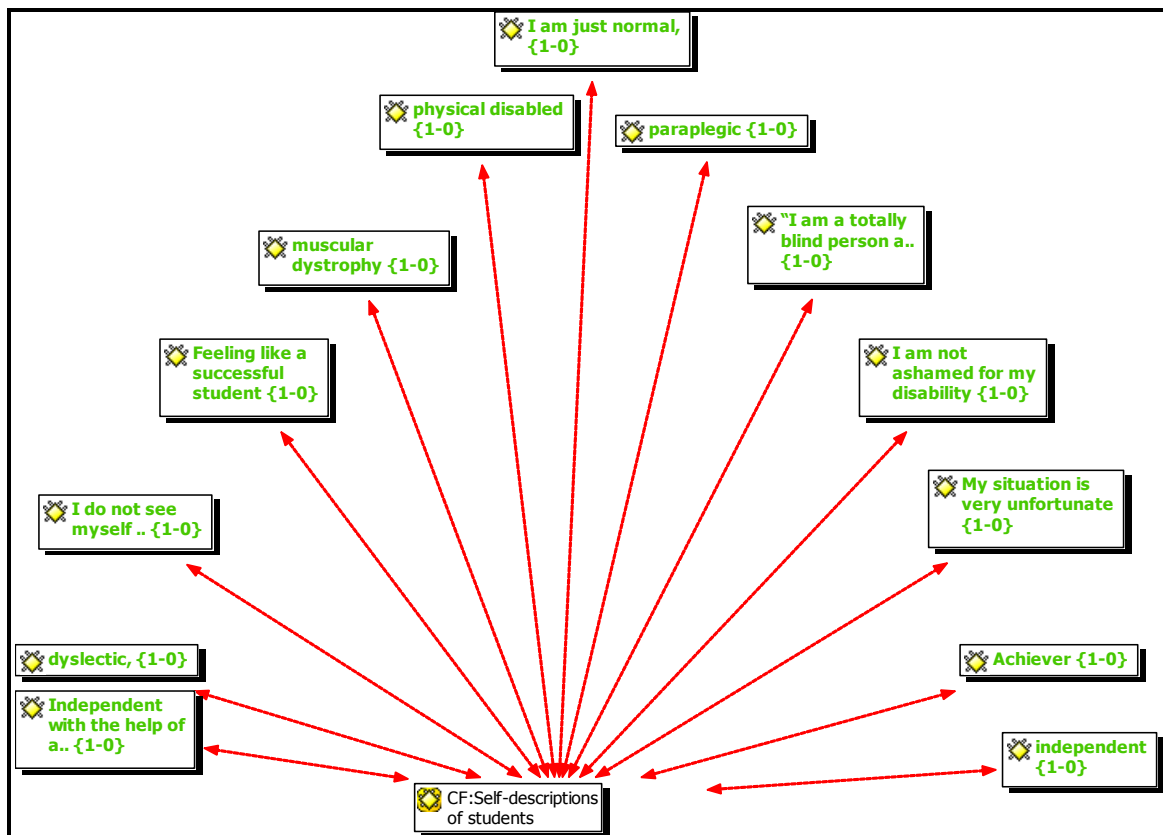 I am just normal,
{1-0}
physical disabled
{1-0}
paraplegic {1-0}
muscular
dystrophy {1-0}
“I am a totally
blind person a..
{1-0}
Feeling like a
successful
student {1-0}
I am not
ashamed for my
disability {1-0}
I do not see
myself .. {1-0}
My situation is
very unfortunate
{1-0}
dyslectic, {1-0}
Achiever {1-0}
Independent
with the help of
a.. {1-0}
independent
{1-0}
CF:Self-descriptions
of students